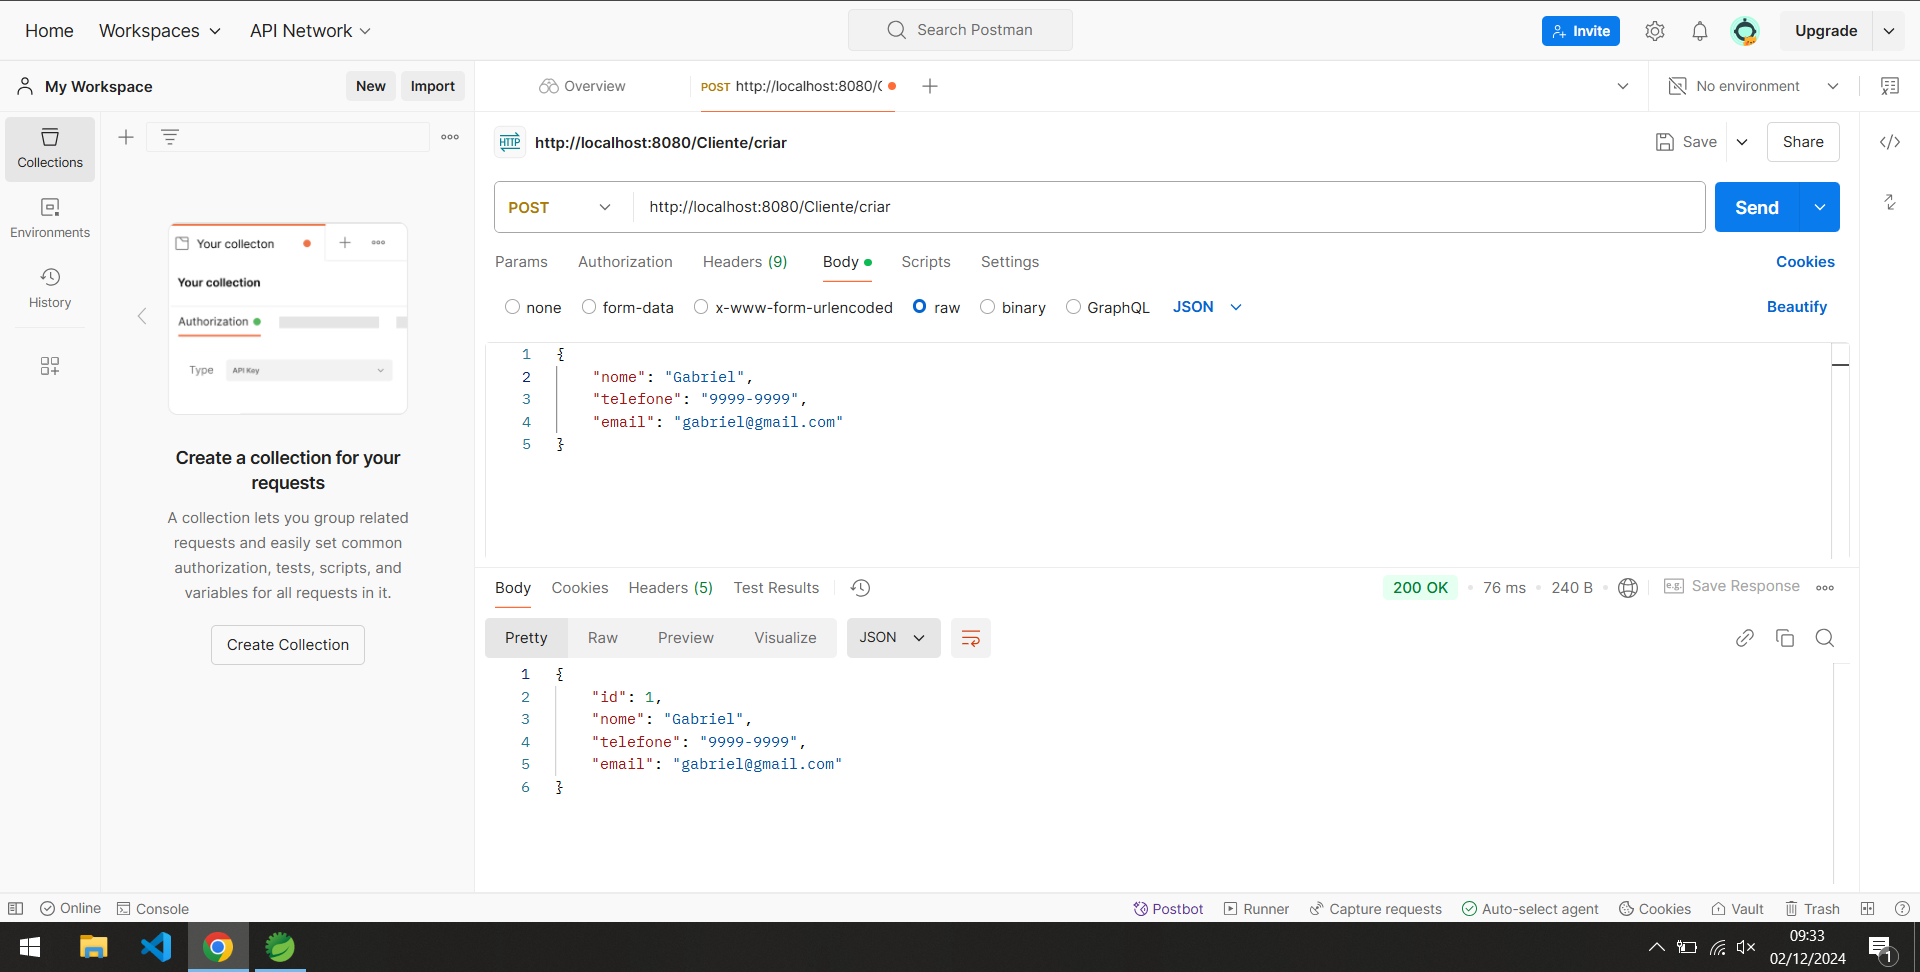 Home Workspaces API Network Search Postman Invite Upgrade
My Workspace New Import Overview POST http://localhost:8080/C No environment
Collections
Environments
History
Your collecton
Your collection
Authorization
Type API Key
Create a collection for your
requests
A collection lets you group related
requests and easily set common
authorization, tests, scripts, and
variables for all requests in it.
Create Collection
HTTP http://localhost:8080/Cliente/criar Save Share
POST http://localhost:8080/Cliente/criar Send
Params Authorization Headers (9) Body Scripts Settings Cookies
none form-data x-www-form-urlencoded raw binary GraphQL JSON Beautify
1 {
2 "nome": "Gabriel",
3 "telefone": "9999-9999",
4 "email": "gabriel@gmail.com"
5 }
Body Cookies Headers (5) Test Results 200 OK 76 ms 240 B e.g. Save Response
Pretty Raw Preview Visualize JSON
1 {
2 "id": 1,
3 "nome": "Gabriel",
4 "telefone": "9999-9999",
5 "email": "gabriel@gmail.com"
6 }
Online Console Postbot Runner Capture requests Auto-select agent Cookies Vault Trash
09:33
02/12/2024
1